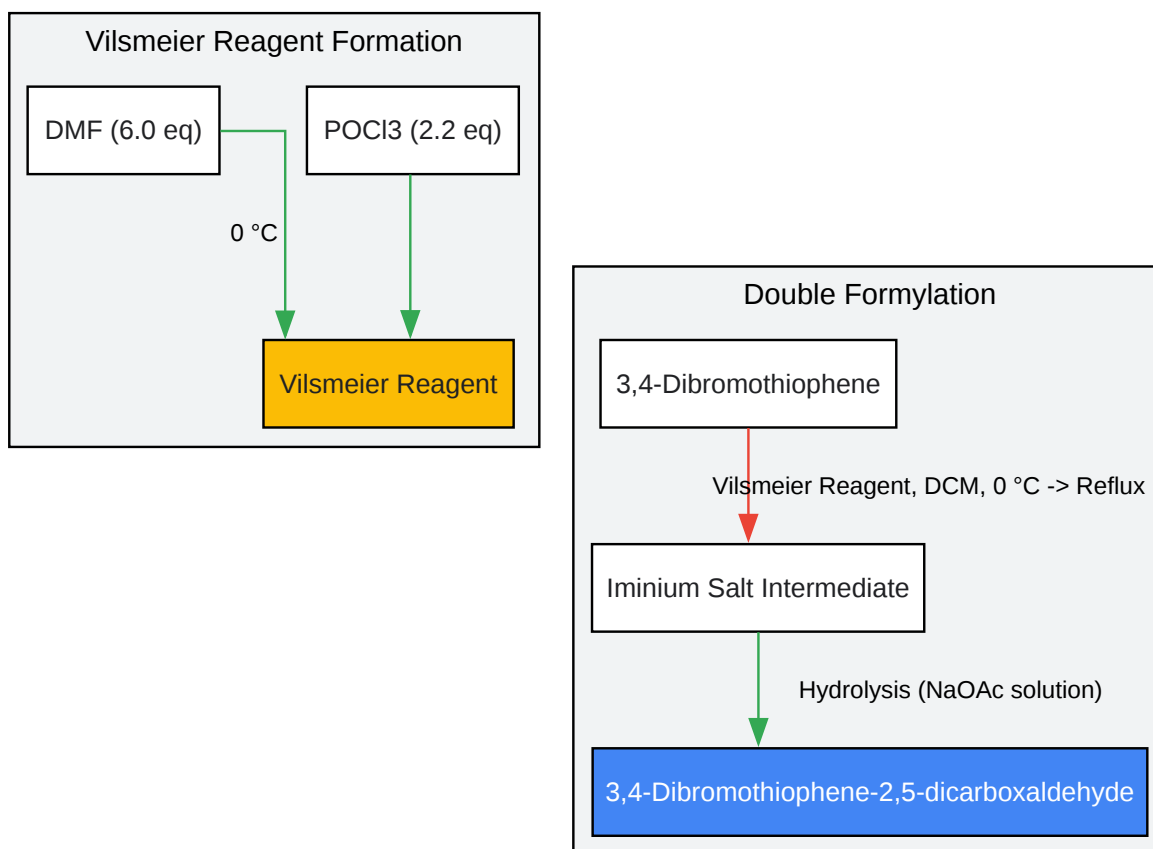 Vilsmeier Reagent Formation
DMF (6.0 eq)
POCl3 (2.2 eq)
0 °C
Vilsmeier Reagent
Double Formylation
3,4-Dibromothiophene
Vilsmeier Reagent, DCM, 0 °C -> Reflux
Iminium Salt Intermediate
Hydrolysis (NaOAc solution)
3,4-Dibromothiophene-2,5-dicarboxaldehyde